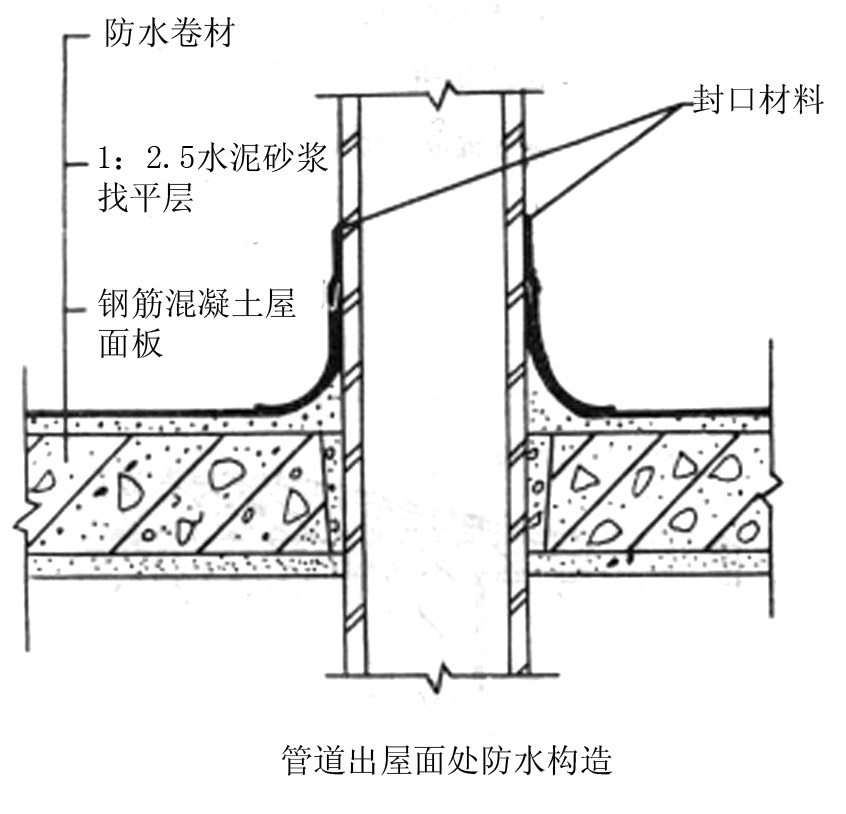 防水卷材
封口材料
1：2.5水泥砂浆
找平层
钢筋混凝土屋
面板
管道出屋面处防水构造